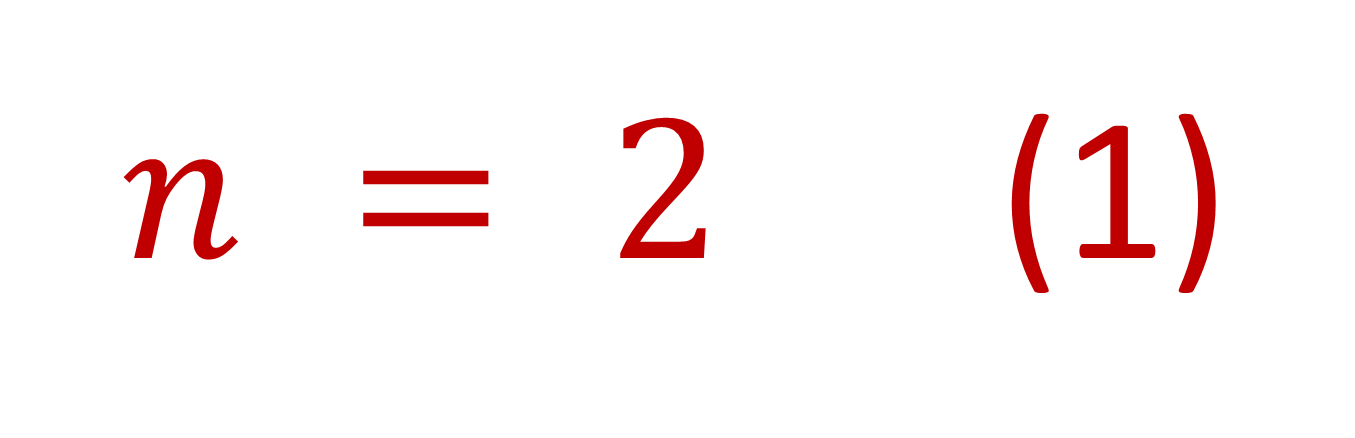 n = 2 (1)